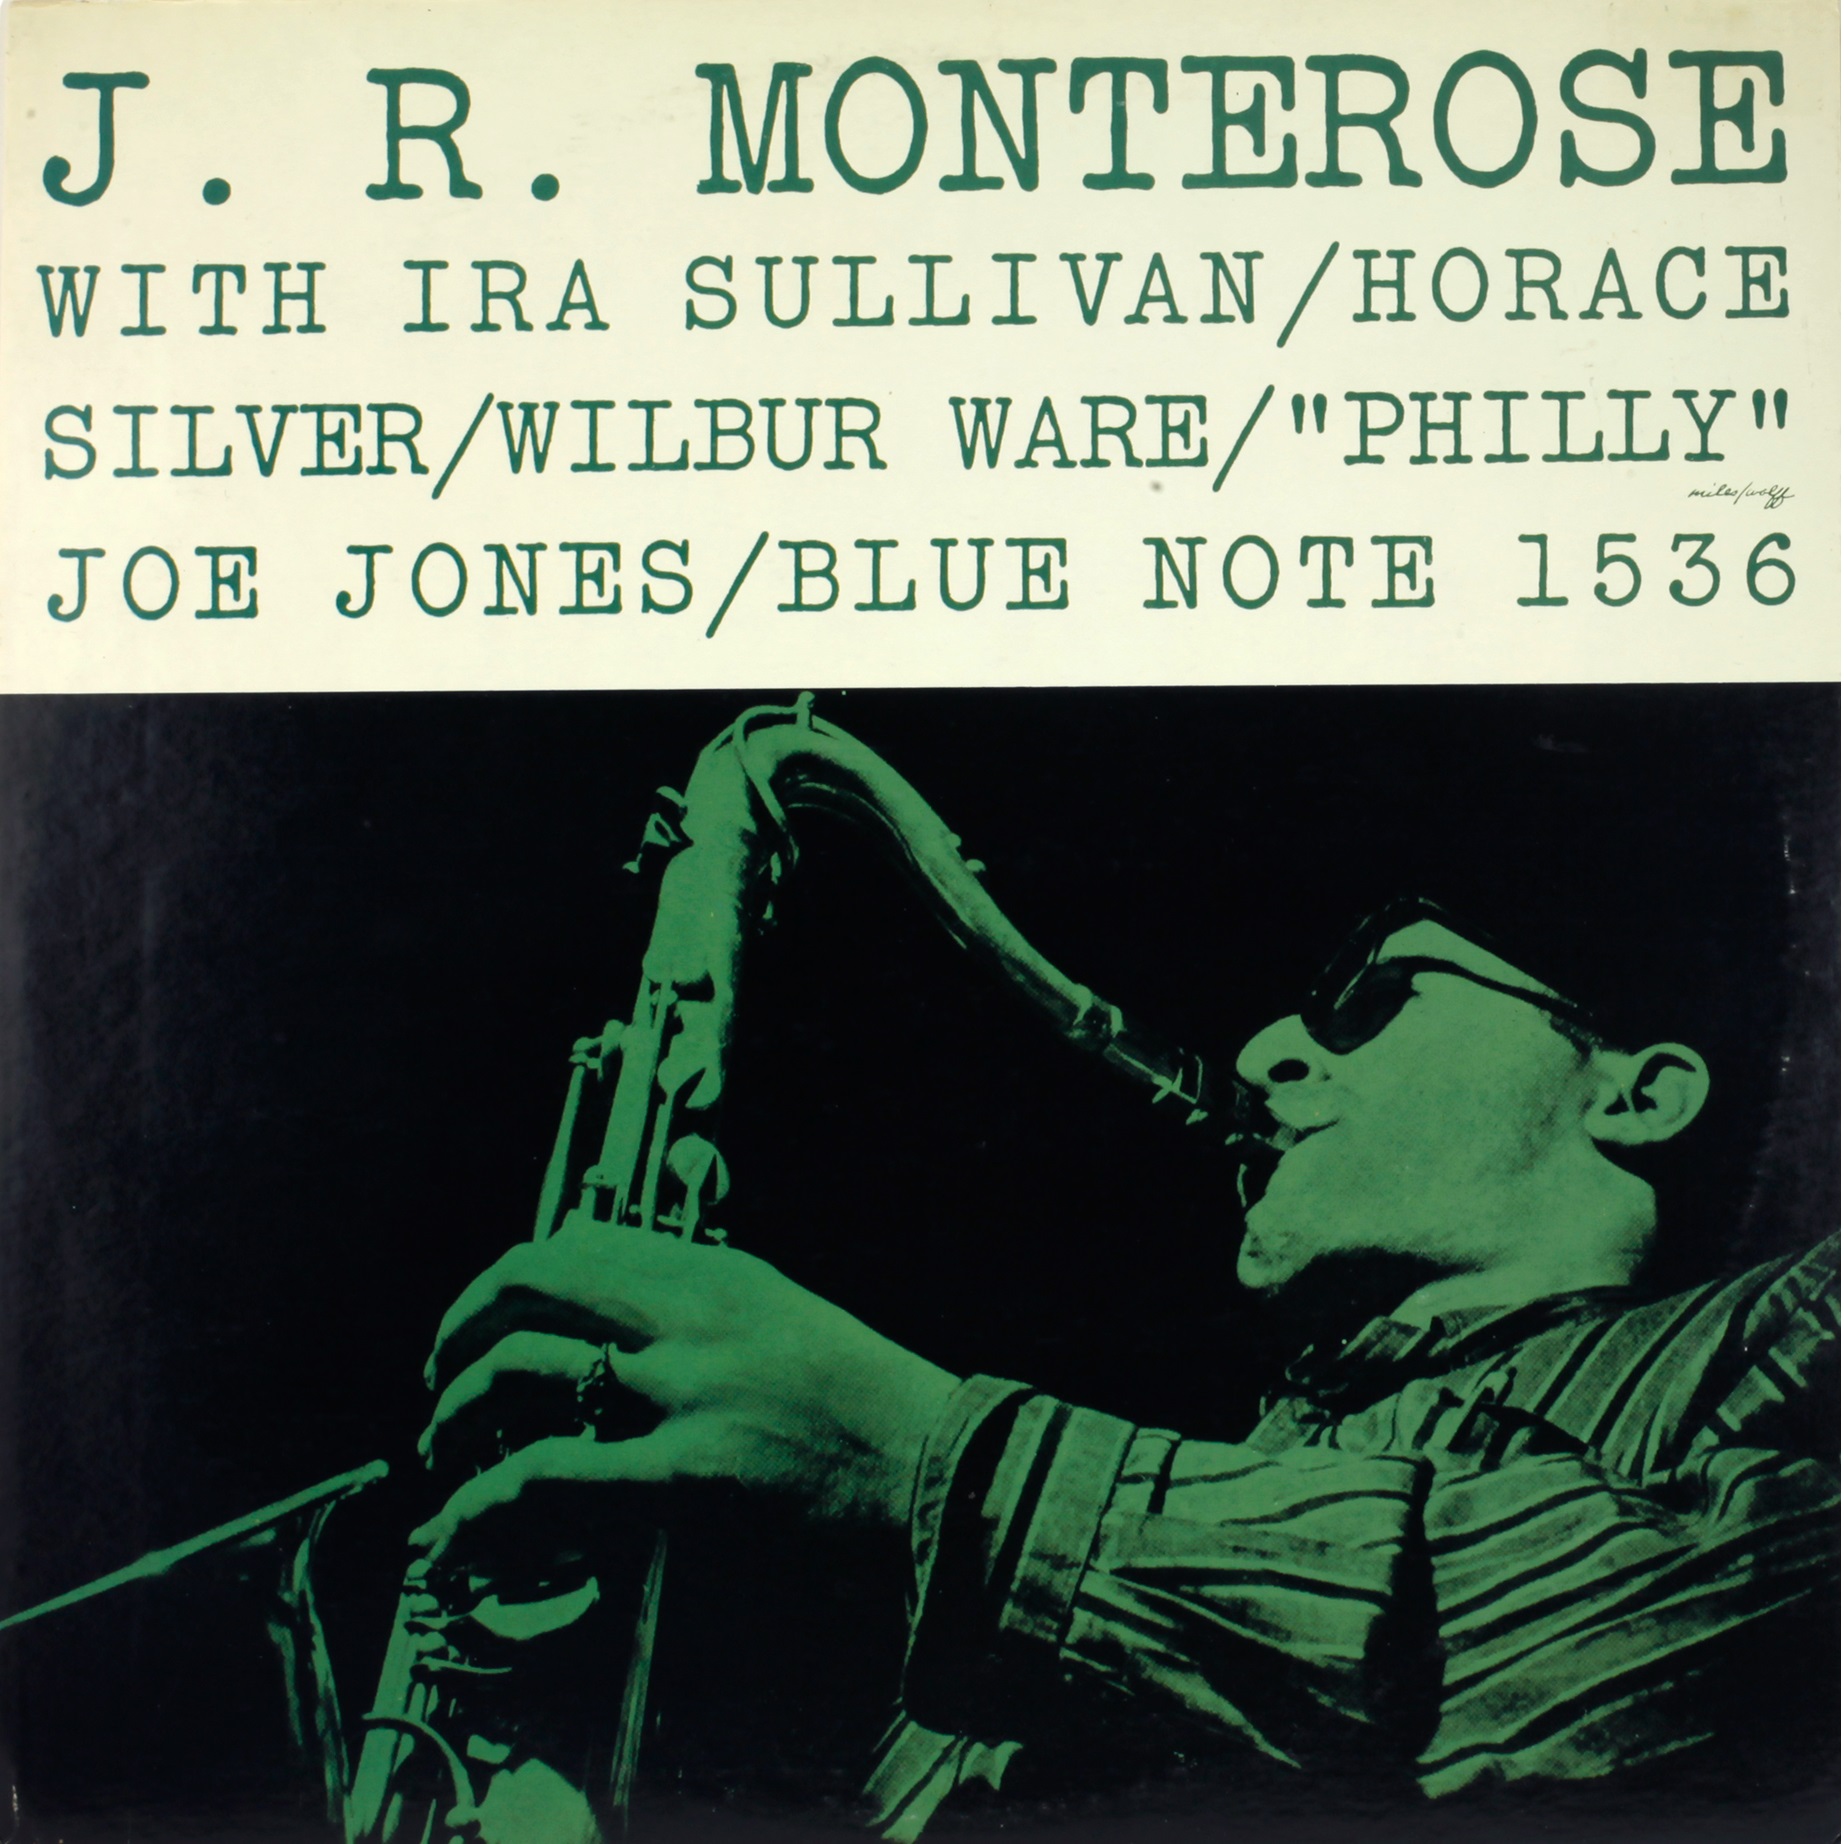 J. R. MONTEROSE
WITH IRA SULLIVAN/HORACE
SILVER/WILBUR WARE/"PHILLY"
miles/wolff
JOE JONES/BLUE NOTE 1536